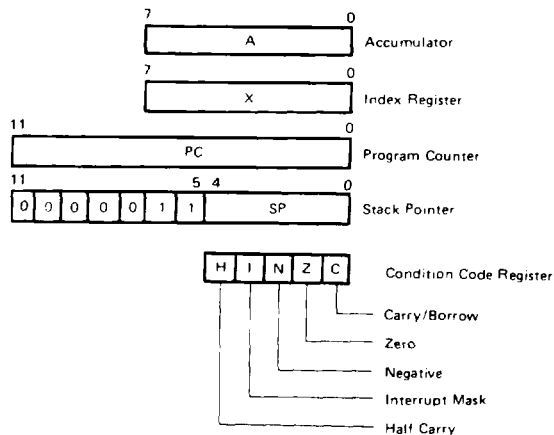 7 0
A Accumulator
7 0
X Index Register
11 0
PC Program Counter
11 5 4 0
0 0 0 0 0 1 1 SP Stack Pointer
H I N Z C Condition Code Register
Carry/Borrow
Zero
Negative
Interrupt Mask
Half Carry